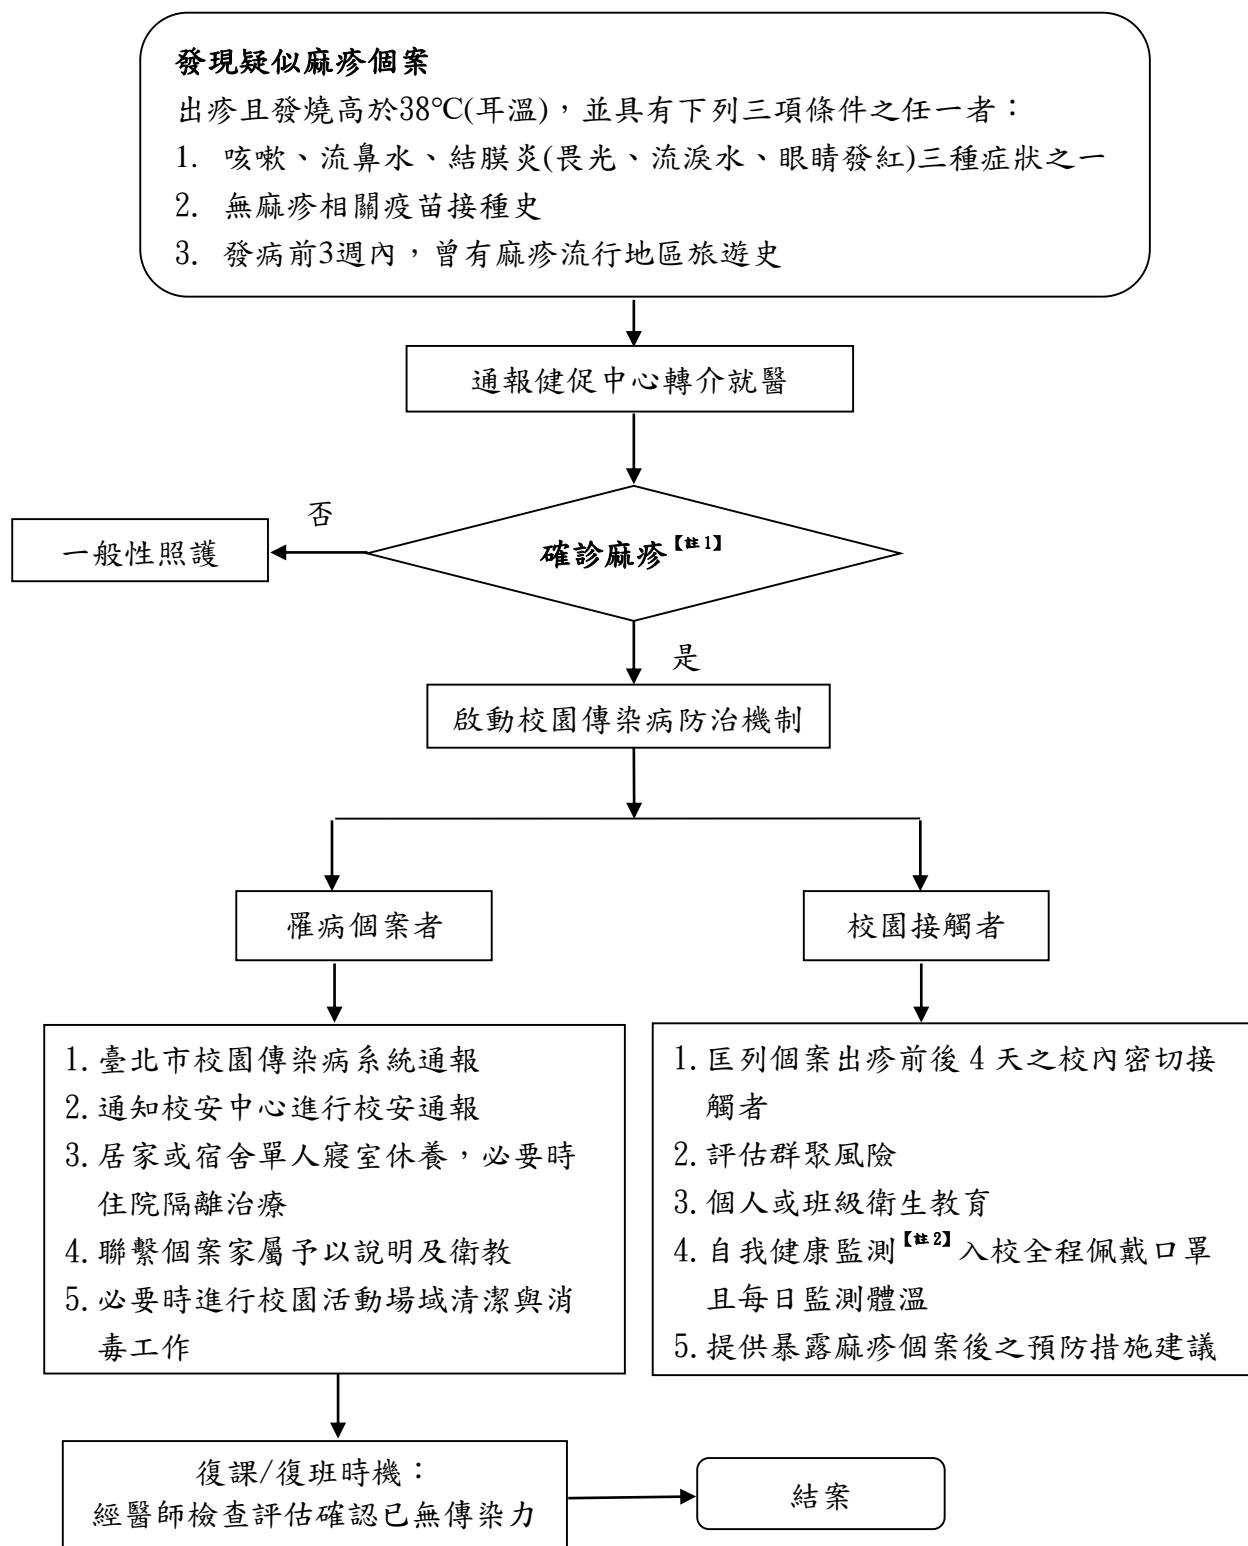 發現疑似麻疹個案
出疹且發燒高於38℃(耳溫)，並具有下列三項條件之任一者：
1. 咳嗽、流鼻水、結膜炎(畏光、流淚水、眼睛發紅)三種症狀之一
2. 無麻疹相關疫苗接種史
3. 發病前3週內，曾有麻疹流行地區旅遊史
通報健促中心轉介就醫
否
一般性照護
確診麻疹【註1】
是
啟動校園傳染病防治機制
罹病個案者
1. 臺北市校園傳染病系統通報
2. 通知校安中心進行校安通報
3. 居家或宿舍單人寢室休養，必要時
住院隔離治療
4. 聯繫個案家屬予以說明及衛教
5. 必要時進行校園活動場域清潔與消
毒工作
校園接觸者
1. 匡列個案出疹前後 4 天之校內密切接
觸者
2. 評估群聚風險
3. 個人或班級衛生教育
4. 自我健康監測【註2】入校全程佩戴口罩
且每日監測體溫
5. 提供暴露麻疹個案後之預防措施建議
復課/復班時機：
經醫師檢查評估確認已無傳染力
結案